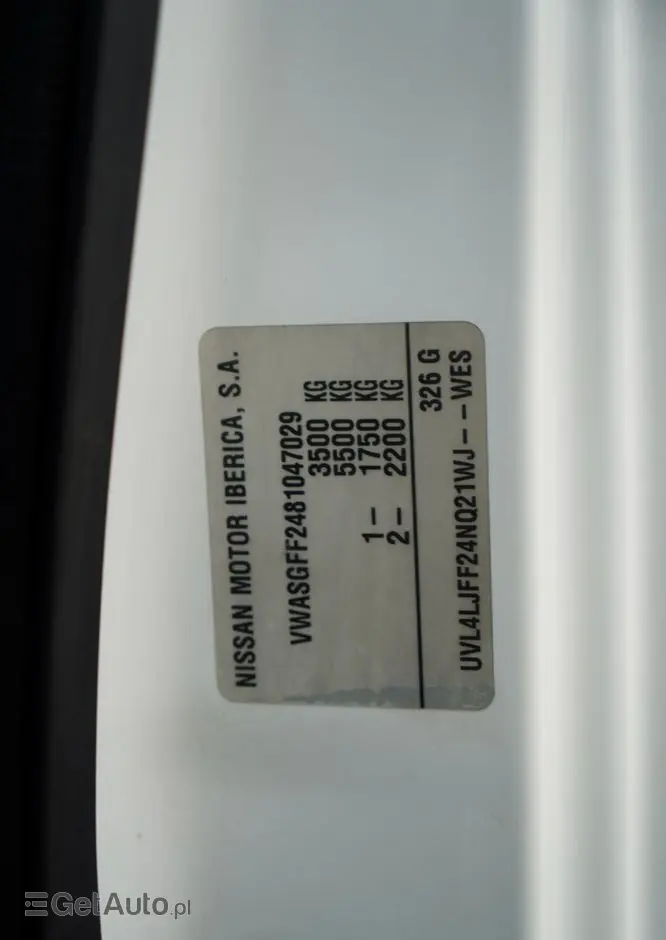 NISSAN MOTOR IBERICA, S.A.
VWASGFF2481047029
3500 KG
5500 KG
1- 1750 KG
2- 2200 KG
326 G
UVL4LJFF24NQ21WJ---WES
GetAuto.pl